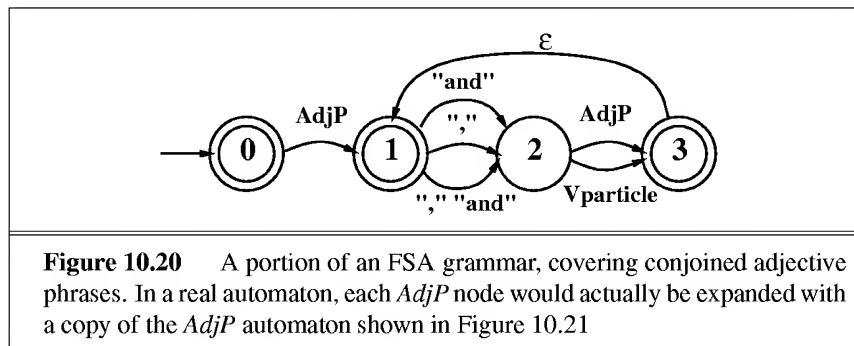 ε
"and"
AdjP
","
AdjP
0
1
2
3
"," "and"
Vparticle
Figure 10.20 A portion of an FSA grammar, covering conjoined adjective
phrases. In a real automaton, each AdjP node would actually be expanded with
a copy of the AdjP automaton shown in Figure 10.21